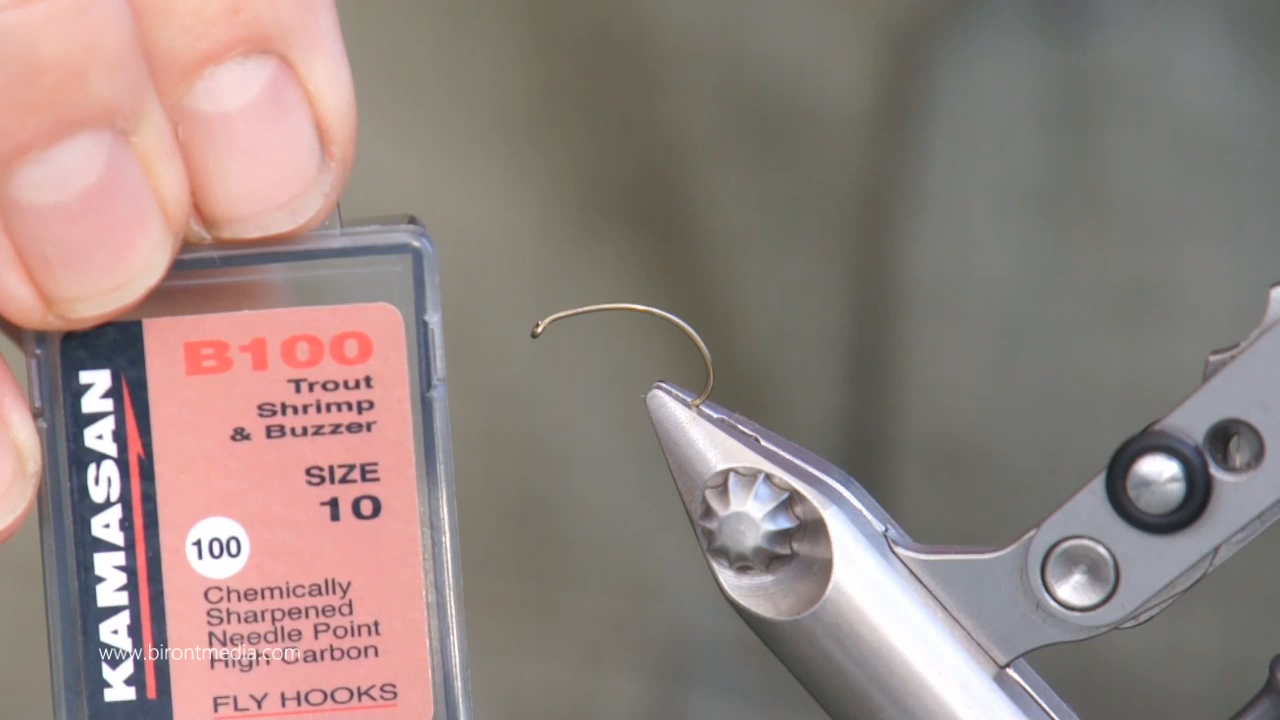 KAMASAN
B100
Trout
Shrimp
& Buzzer
SIZE
10
100
Chemically
Sharpened
Needle Point
High Carbon
FLY HOOKS
www.birontmedia.com